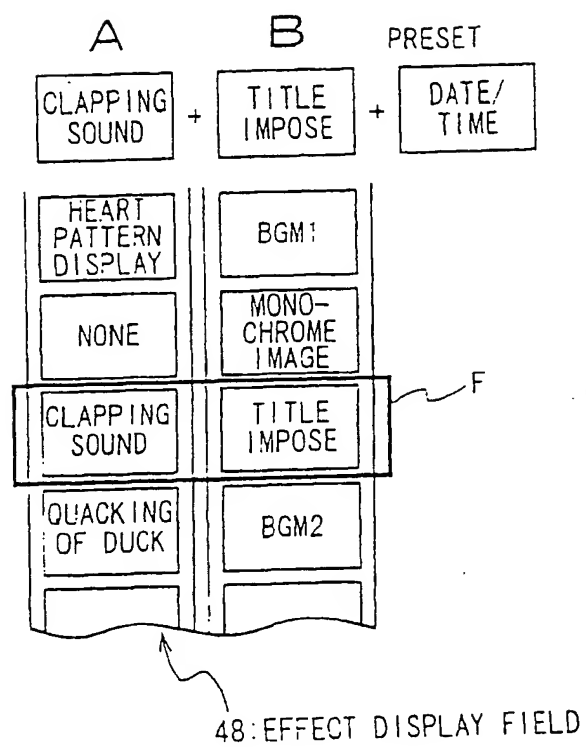 A B PRESET
CLAPPING
SOUND
+
TITLE
IMPOSE
+
DATE/
TIME
HEART
PATTERN
DISPLAY
BGM1
NONE
MONO-
CHROME
IMAGE
CLAPPING
SOUND
TITLE
IMPOSE
F
QUACKING
OF DUCK
BGM2
48:EFFECT DISPLAY FIELD